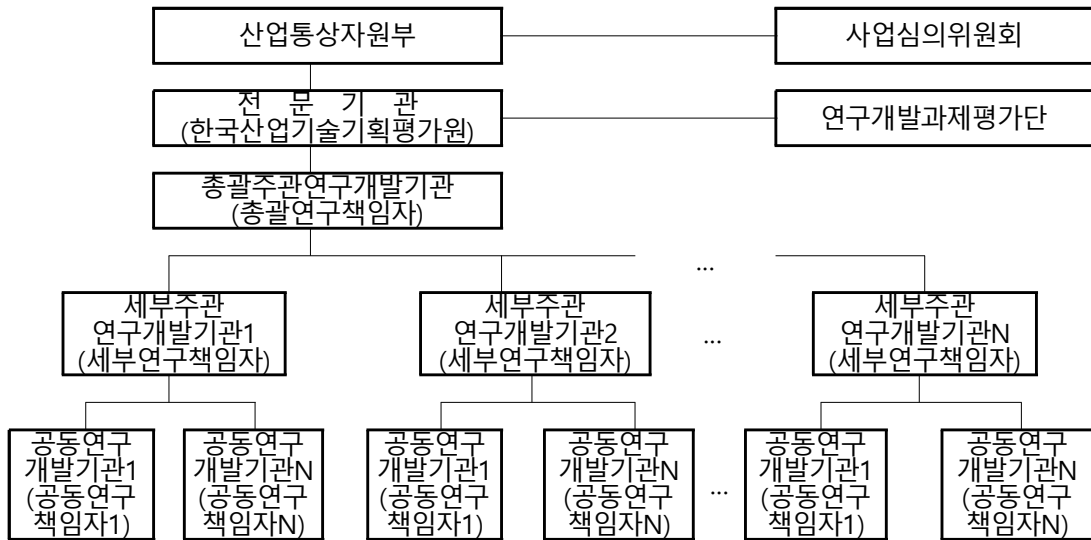 산업통상자원부
사업심의위원회
전 문 기 관
(한국산업기술기획평가원)
연구개발과제평가단
총괄주관연구개발기관
(총괄연구책임자)
...
세부주관
연구개발기관1
(세부연구책임자)
세부주관
연구개발기관2
(세부연구책임자)
...
세부주관
연구개발기관N
(세부연구책임자)
공동연구
개발기관1
(공동연구
책임자1)
공동연구
개발기관N
(공동연구
책임자N)
공동연구
개발기관1
(공동연구
책임자1)
공동연구
개발기관N
(공동연구
책임자N)
...
공동연구
개발기관1
(공동연구
책임자1)
공동연구
개발기관N
(공동연구
책임자N)